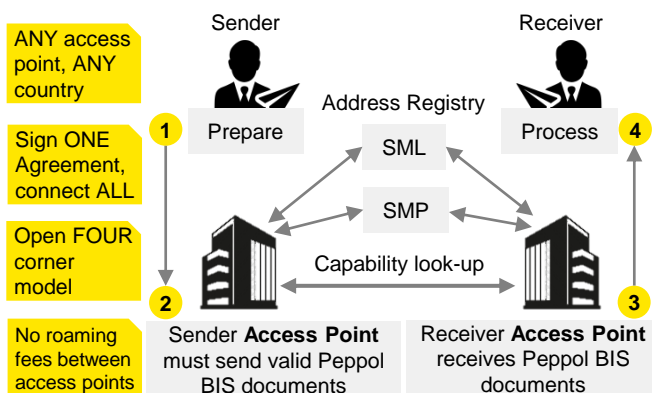 ANY access
point, ANY
country
Sign ONE
Agreement,
connect ALL
Open FOUR
corner
model
No roaming
fees between
access points
Sender
Receiver
1
Prepare
Address Registry
Process
4
SML
SMP
Capability look-up
2
3
Sender Access Point
must send valid Peppol
BIS documents
Receiver Access Point
receives Peppol BIS
documents